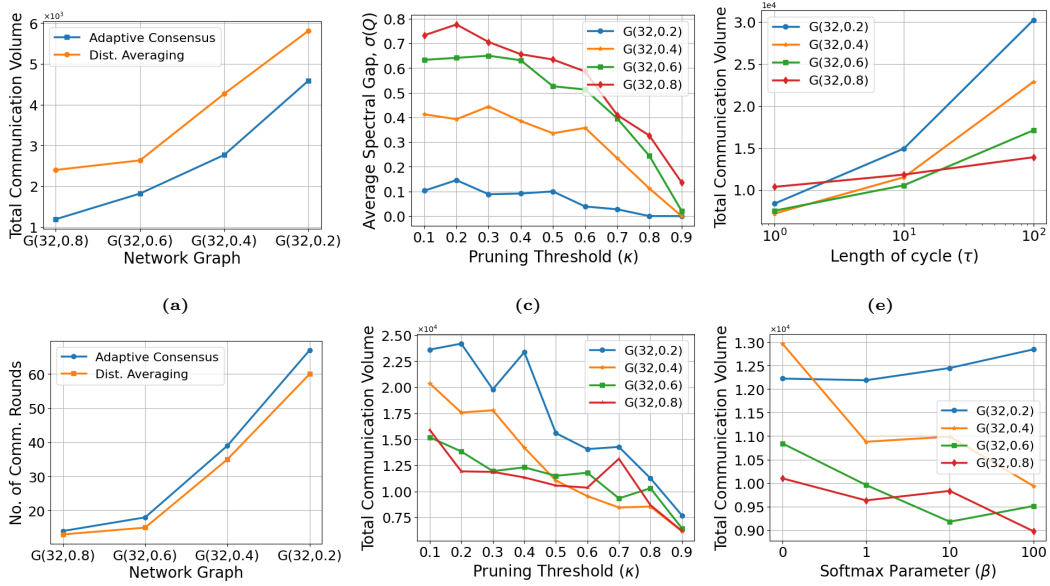 ×10³
6
5
4
3
2
1
Total Communication Volume
Adaptive Consensus
Dist. Averaging
G(32,0.8) G(32,0.6) G(32,0.4) G(32,0.2)
Network Graph
(a)
0.8
0.7
0.6
0.5
0.4
0.3
0.2
0.1
0.0
Average Spectral Gap, σ(Q)
G(32,0.2)
G(32,0.4)
G(32,0.6)
G(32,0.8)
0.1 0.2 0.3 0.4 0.5 0.6 0.7 0.8 0.9
Pruning Threshold (κ)
(c)
1e4
3.0
2.5
2.0
1.5
1.0
Total Communication Volume
G(32,0.2)
G(32,0.4)
G(32,0.6)
G(32,0.8)
10⁰ 10¹ 10²
Length of cycle (τ)
(e)
60
50
40
30
20
No. of Comm. Rounds
Adaptive Consensus
Dist. Averaging
G(32,0.8) G(32,0.6) G(32,0.4) G(32,0.2)
Network Graph
×10⁴
2.50
2.25
2.00
1.75
1.50
1.25
1.00
0.75
Total Communication Volume
G(32,0.2)
G(32,0.4)
G(32,0.6)
G(32,0.8)
0.1 0.2 0.3 0.4 0.5 0.6 0.7 0.8 0.9
Pruning Threshold (κ)
×10⁴
1.30
1.25
1.20
1.15
1.10
1.05
1.00
0.95
0.90
Total Communication Volume
G(32,0.2)
G(32,0.4)
G(32,0.6)
G(32,0.8)
0 1 10 100
Softmax Parameter (β)